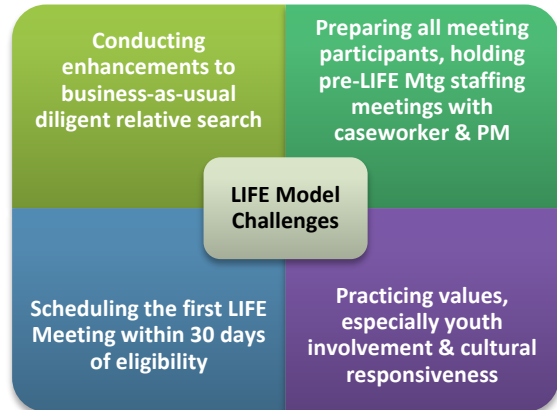 Conducting
enhancements to
business-as-usual
diligent relative search
Preparing all meeting
participants, holding
pre-LIFE Mtg staffing
meetings with
caseworker & PM
LIFE Model
Challenges
Scheduling the first LIFE
Meeting within 30 days
of eligibility
Practicing values,
especially youth
involvement & cultural
responsiveness